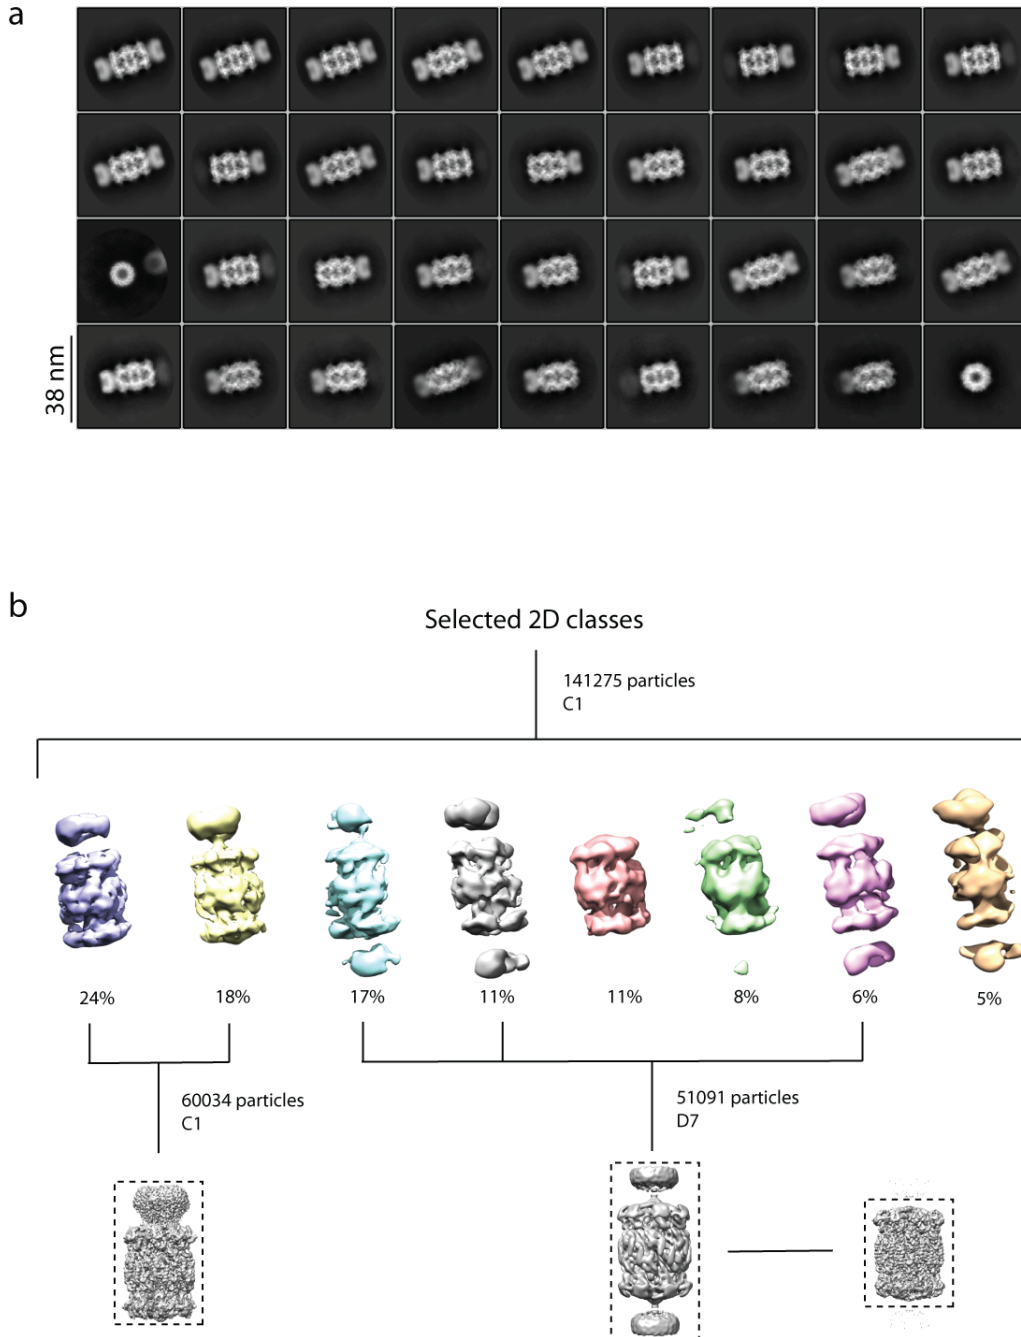 a
38 nm
b
Selected 2D classes
141275 particles
C1
24%
18%
17%
11%
11%
8%
6%
5%
60034 particles
C1
51091 particles
D7